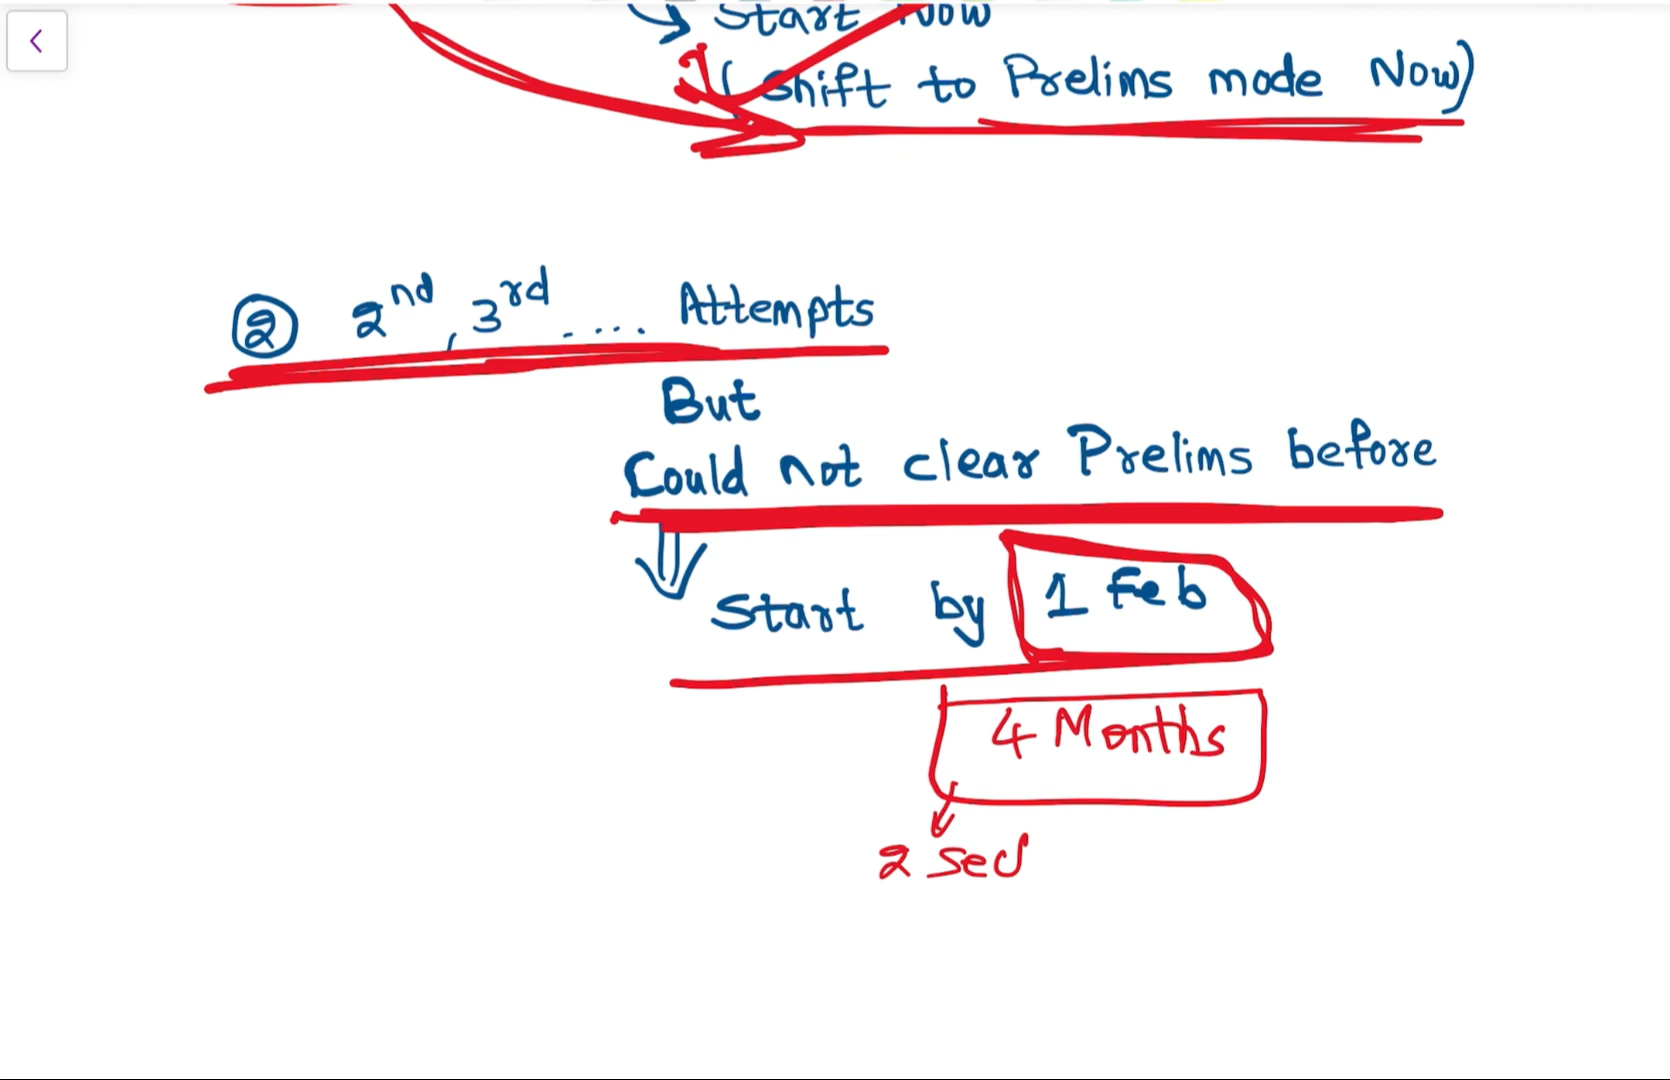 Start Now
(Shift to Prelims mode Now)
② 2nd, 3rd .... Attempts
But
Could not clear Prelims before
Start by 1 Feb
4 Months
2 sec